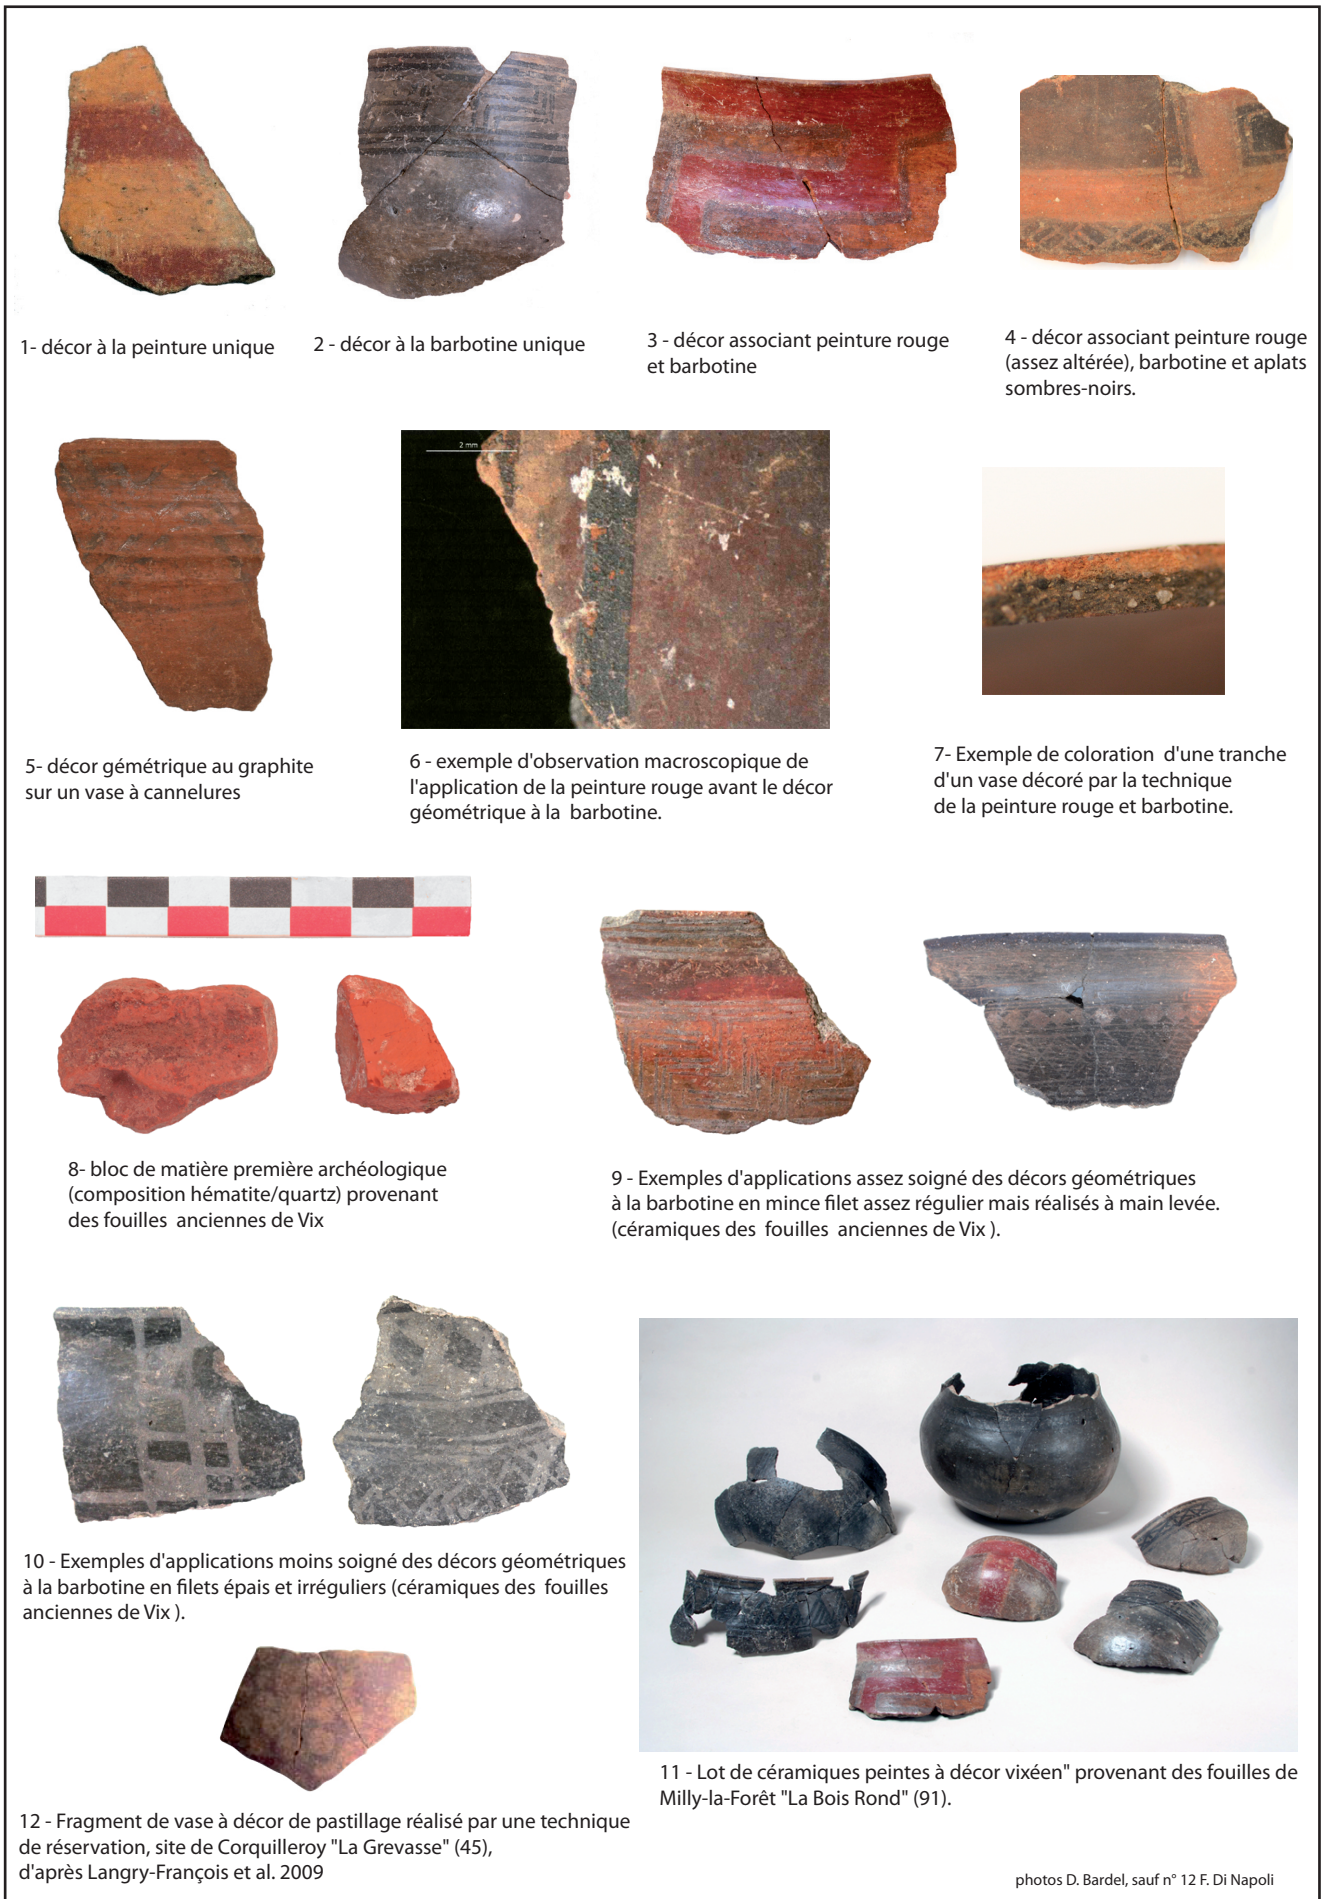 1- décor à la peinture unique
2 - décor à la barbotine unique
3 - décor associant peinture rouge
et barbotine
4 - décor associant peinture rouge
(assez altérée), barbotine et aplats
sombres-noirs.
5- décor gémétrique au graphite
sur un vase à cannelures
2 mm
6 - exemple d'observation macroscopique de
l'application de la peinture rouge avant le décor
géométrique à la barbotine.
7- Exemple de coloration d'une tranche
d'un vase décoré par la technique
de la peinture rouge et barbotine.
8- bloc de matière première archéologique
(composition hématite/quartz) provenant
des fouilles anciennes de Vix
9 - Exemples d'applications assez soigné des décors géométriques
à la barbotine en mince filet assez régulier mais réalisés à main levée.
(céramiques des fouilles anciennes de Vix ).
10 - Exemples d'applications moins soigné des décors géométriques
à la barbotine en filets épais et irréguliers (céramiques des fouilles
anciennes de Vix ).
11 - Lot de céramiques peintes à décor vixéen" provenant des fouilles de
Milly-la-Forêt "La Bois Rond" (91).
12 - Fragment de vase à décor de pastillage réalisé par une technique
de réservation, site de Corquilleroy "La Grevasse" (45),
d'après Langry-François et al. 2009
photos D. Bardel, sauf n° 12 F. Di Napoli